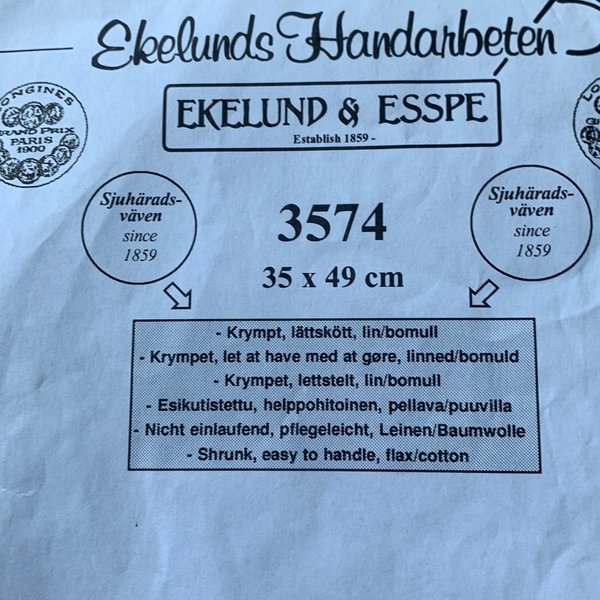 Ekelunds Handarbeten
EKELUND & ESSPE
Establish 1859 -
LONGINES
GRAND PRIX
PARIS
1900
Sjuhärads-
väven
since
1859
3574
35 x 49 cm
Sjuhärads-
väven
since
1859
- Krympt, lättskött, lin/bomull
- Krympet, let at have med at gøre, linned/bomuld
- Krympet, lettstelt, lin/bomull
- Esikutistettu, helppohitoinen, pellava/puuvilla
- Nicht einlaufend, pflegeleicht, Leinen/Baumwolle
- Shrunk, easy to handle, flax/cotton